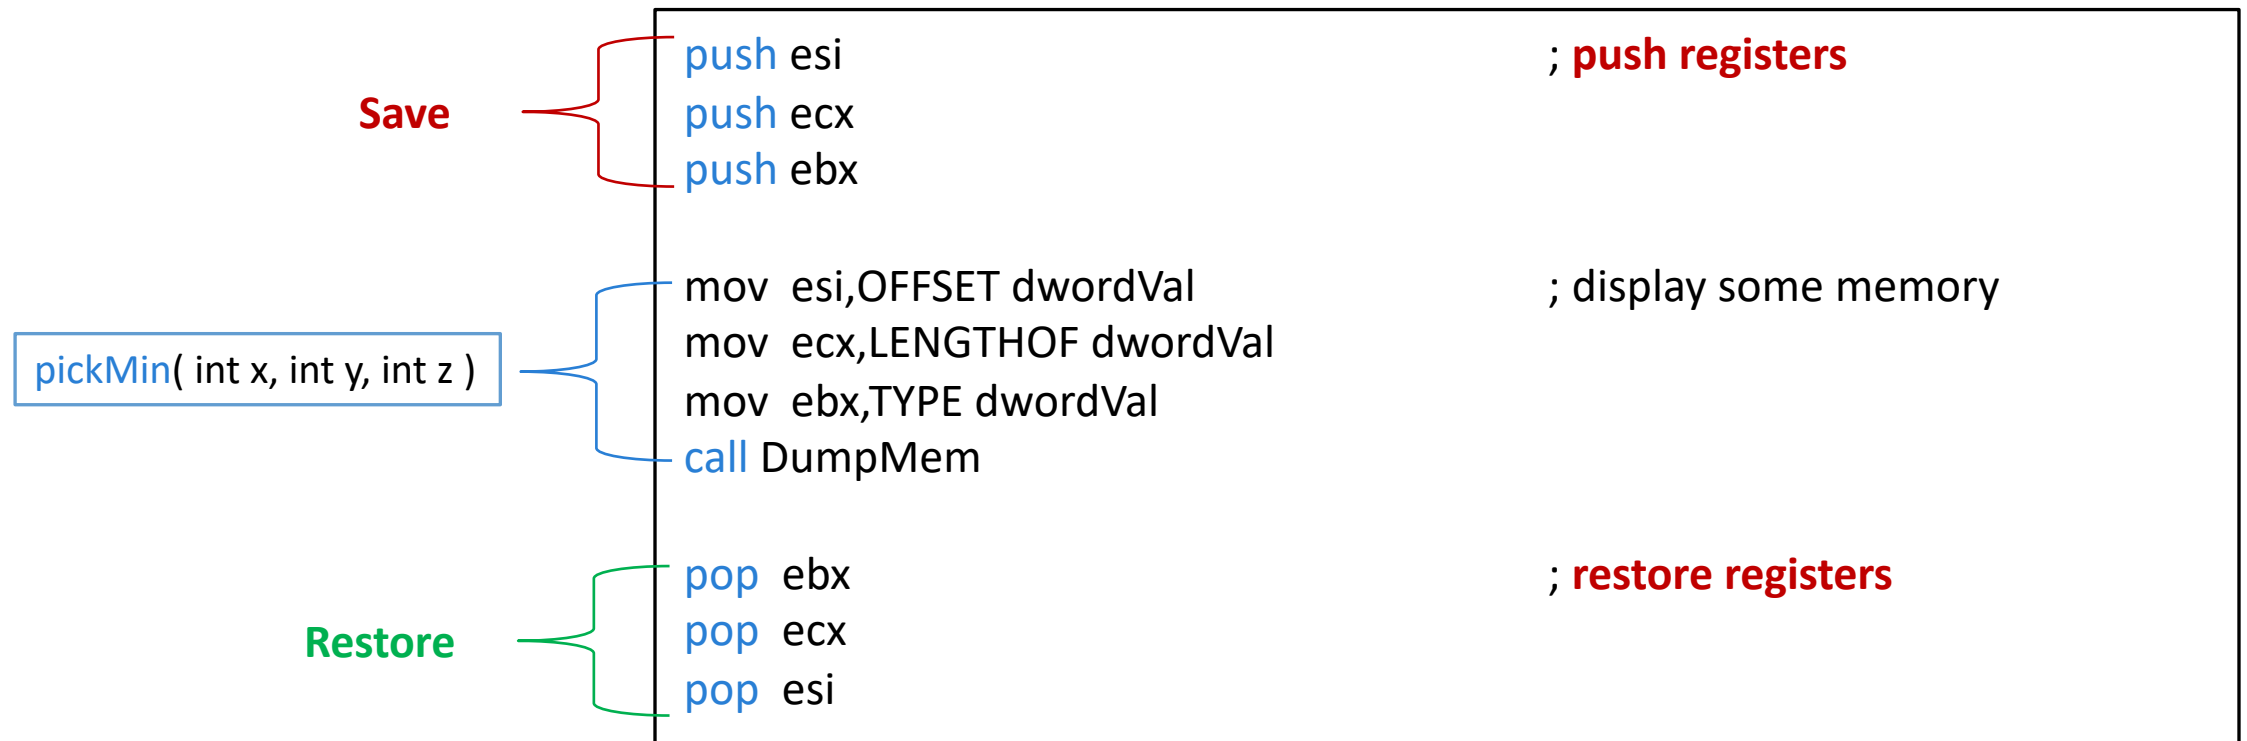 push esi ; push registers
Save
push ecx
push ebx
mov esi,OFFSET dwordVal ; display some memory
mov ecx,LENGTHOF dwordVal
pickMin( int x, int y, int z )
mov ebx,TYPE dwordVal
call DumpMem
pop ebx ; restore registers
pop ecx
Restore
pop esi